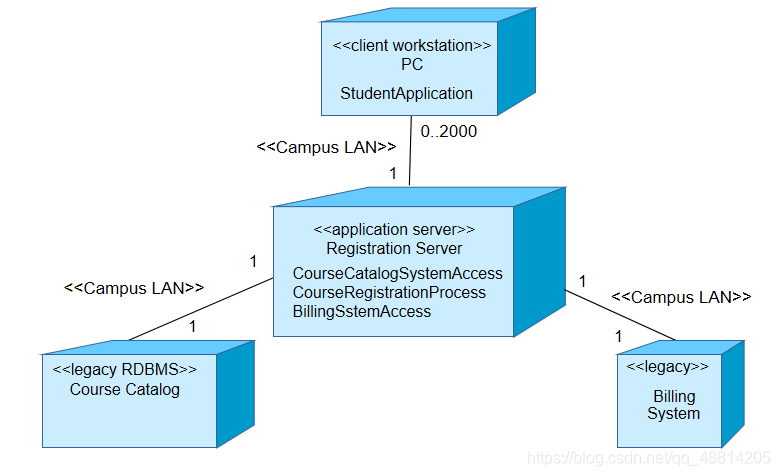 <<client workstation>>
PC
StudentApplication
0..2000
<<Campus LAN>>
1
<<application server>>
Registration Server
CourseCatalogSystemAccess
CourseRegistrationProcess
BillingSstemAccess
1
<<Campus LAN>>
1
1
<<Campus LAN>>
1
<<legacy RDBMS>>
Course Catalog
<<legacy>>
Billing
System
https://blog.csdn.net/qq_48814205